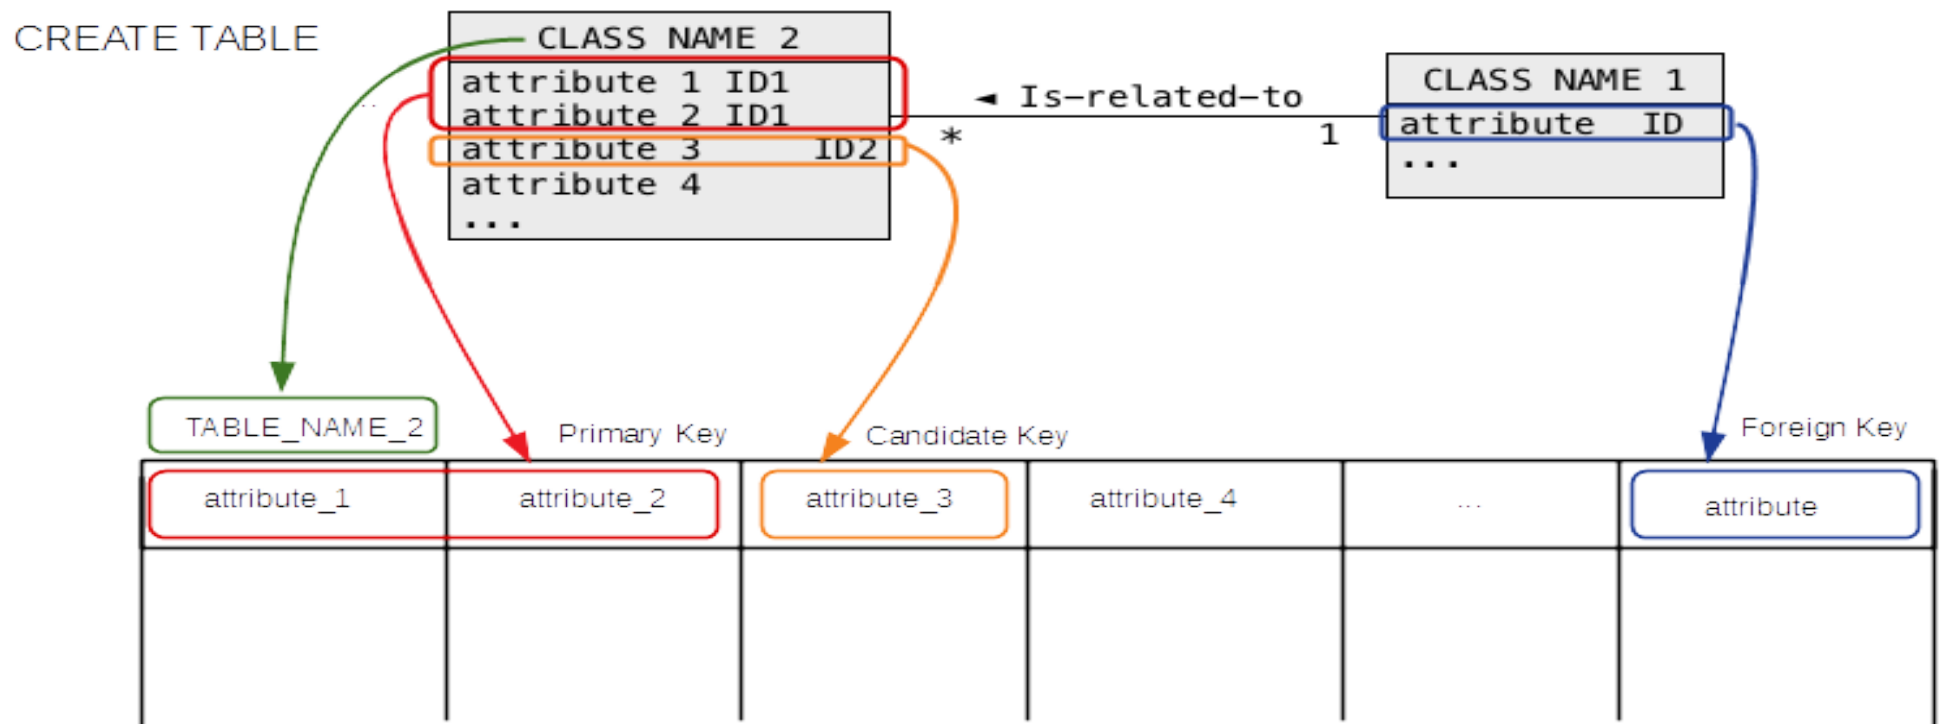 CREATE TABLE
CLASS NAME 2
attribute 1 ID1
attribute 2 ID1
attribute 3 ID2
attribute 4
...
◄ Is-related-to
* 1
CLASS NAME 1
attribute ID
...
..
TABLE_NAME_2
Primary Key
Candidate Key
Foreign Key
attribute_1 attribute_2 attribute_3 attribute_4 ... attribute